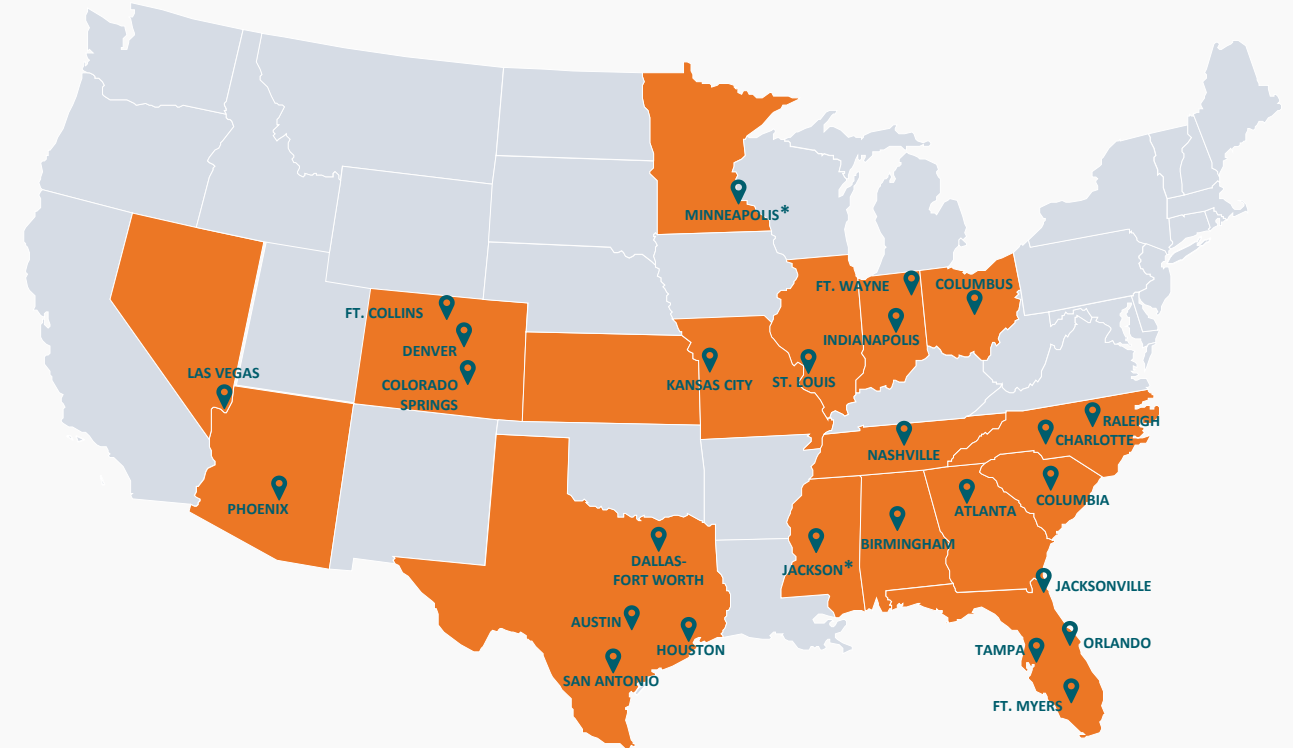 MINNEAPOLIS*
FT. WAYNE
COLUMBUS
FT. COLLINS
INDIANAPOLIS
DENVER
LAS VEGAS
COLORADO
SPRINGS
KANSAS CITY
ST. LOUIS
RALEIGH
CHARLOTTE
NASHVILLE
COLUMBIA
PHOENIX
ATLANTA
BIRMINGHAM
DALLAS-
FORT WORTH
JACKSON*
JACKSONVILLE
AUSTIN
HOUSTON
ORLANDO
TAMPA
SAN ANTONIO
FT. MYERS